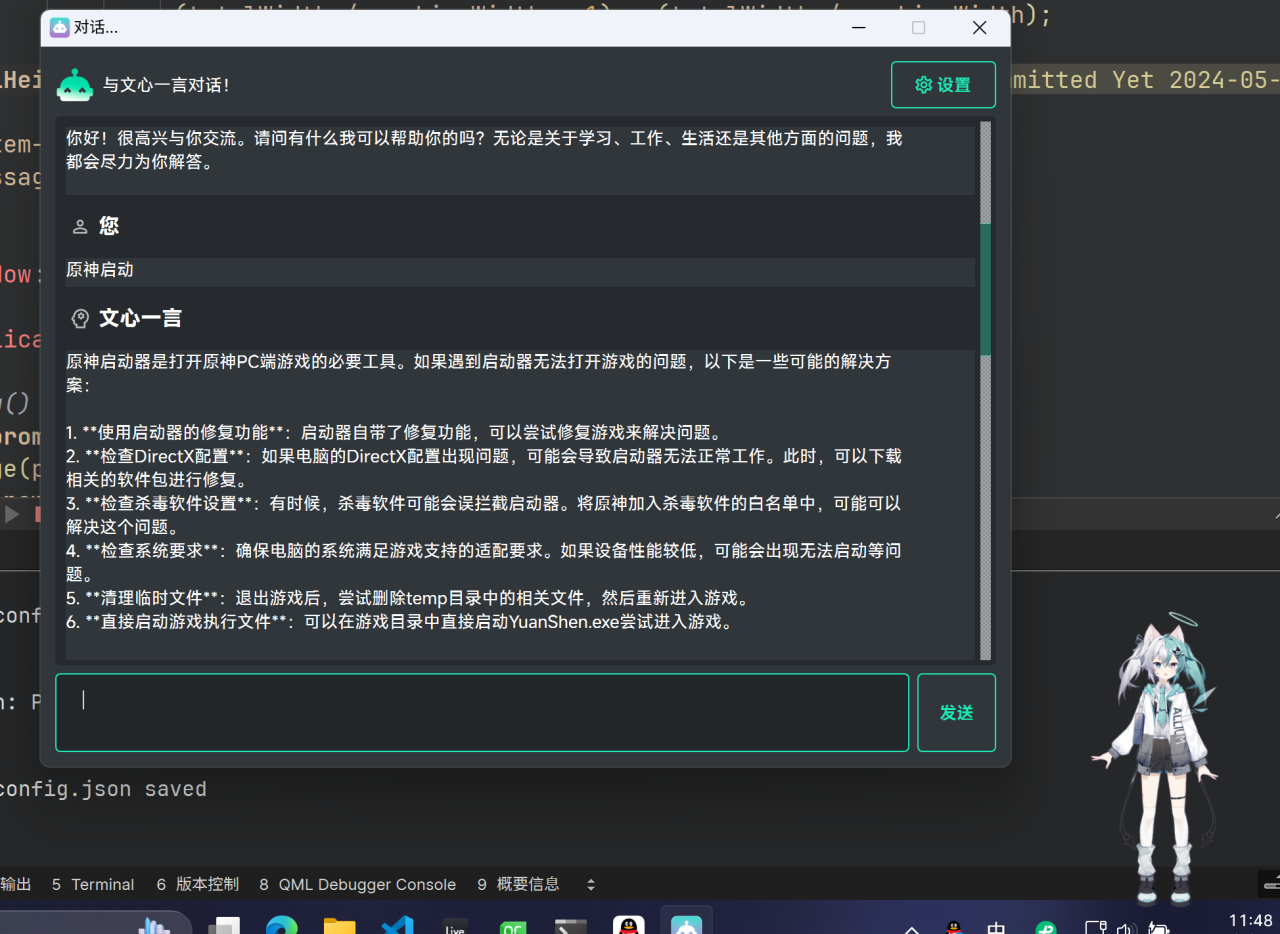 对话...
与文心一言对话！
设置
mitted Yet 2024-05-
你好！很高兴与你交流。请问有什么我可以帮助你的吗？无论是关于学习、工作、生活还是其他方面的问题，我
都会尽力为你解答。
您
原神启动
文心一言
原神启动器是打开原神PC端游戏的必要工具。如果遇到启动器无法打开游戏的问题，以下是一些可能的解决方
案：
1. **使用启动器的修复功能**：启动器自带了修复功能，可以尝试修复游戏来解决问题。
2. **检查DirectX配置**：如果电脑的DirectX配置出现问题，可能会导致启动器无法正常工作。此时，可以下载
相关的软件包进行修复。
3. **检查杀毒软件设置**：有时候，杀毒软件可能会误拦截启动器。将原神加入杀毒软件的白名单中，可能可以
解决这个问题。
4. **检查系统要求**：确保电脑的系统满足游戏支持的适配要求。如果设备性能较低，可能会出现无法启动等问
题。
5. **清理临时文件**：退出游戏后，尝试删除temp目录中的相关文件，然后重新进入游戏。
6. **直接启动游戏执行文件**：可以在游戏目录中直接启动YuanShen.exe尝试进入游戏。
发送
ALLIUM
config.json saved
输出 5 Terminal 6 版本控制 8 QML Debugger Console 9 概要信息
live
QC
中
11:48